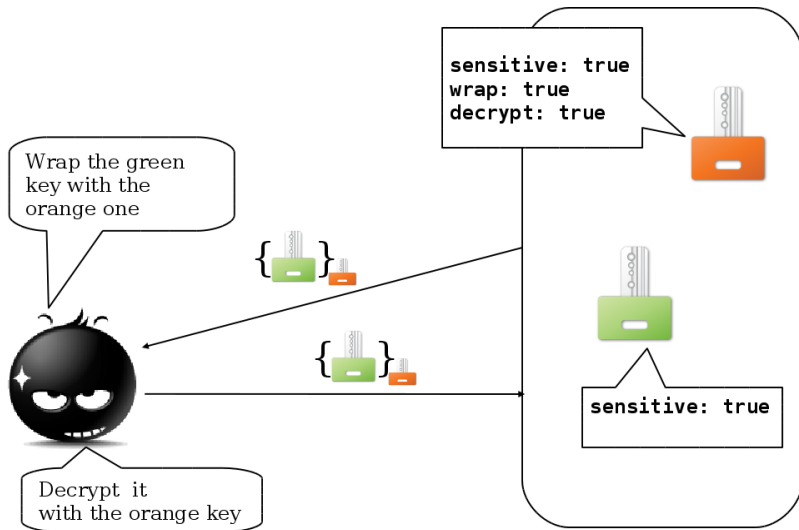 sensitive: true
wrap: true
decrypt: true
Wrap the green
key with the
orange one
{ }
{ }
sensitive: true
Decrypt it
with the orange key